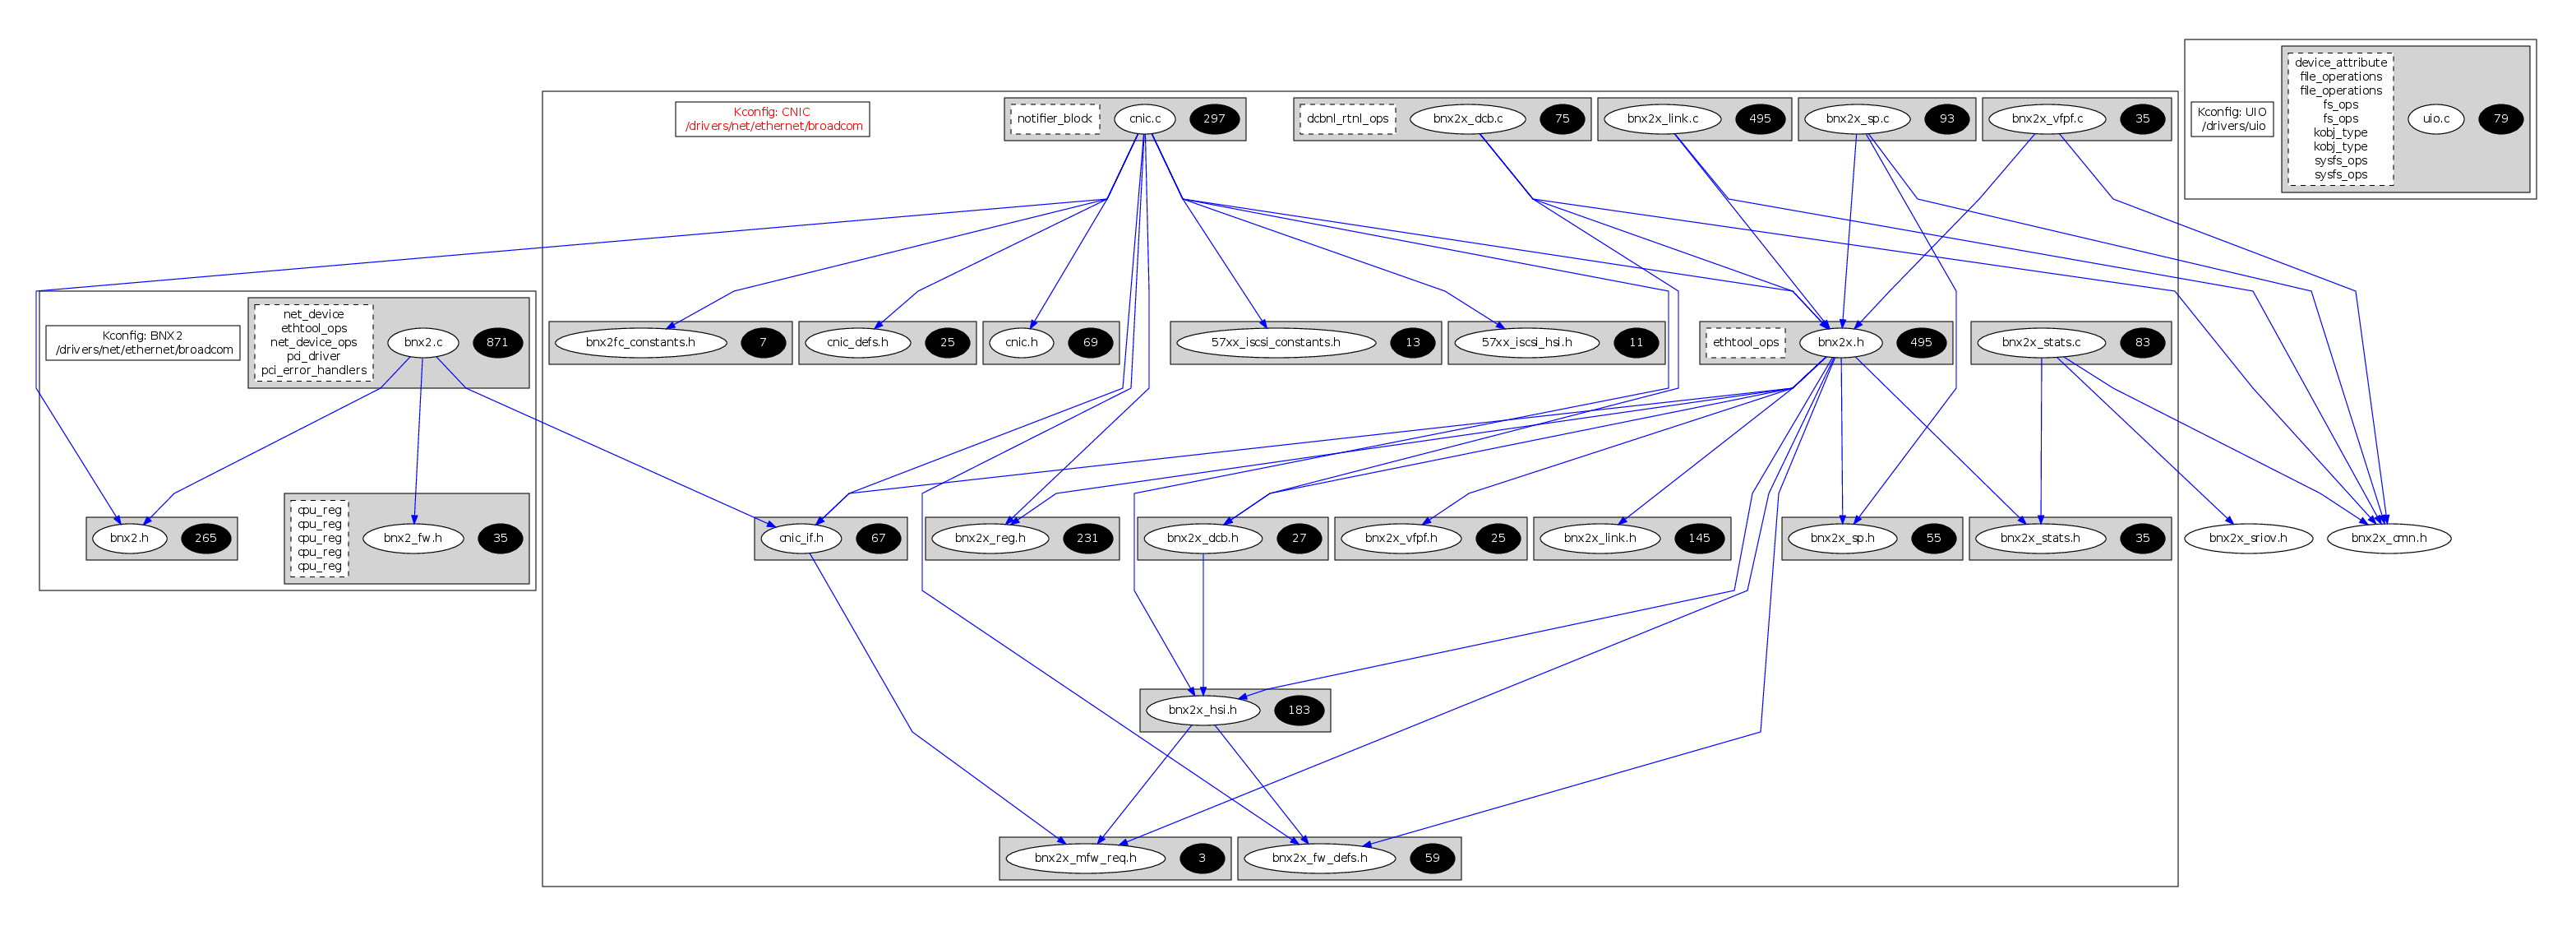 Kconfig: CNIC
/drivers/net/ethernet/broadcom
notifier_block
cnic.c
297
dcbnl_rtnl_ops
bnx2x_dcb.c
75
bnx2x_link.c
495
bnx2x_sp.c
93
bnx2x_vfpf.c
35
Kconfig: UIO
/drivers/uio
device_attribute
file_operations
file_operations
fs_ops
fs_ops
kobj_type
kobj_type
sysfs_ops
sysfs_ops
uio.c
79
Kconfig: BNX2
/drivers/net/ethernet/broadcom
net_device
ethtool_ops
net_device_ops
pci_driver
pci_error_handlers
bnx2.c
871
bnx2fc_constants.h
7
cnic_defs.h
25
cnic.h
69
57xx_iscsi_constants.h
13
57xx_iscsi_hsi.h
11
ethtool_ops
bnx2x.h
495
bnx2x_stats.c
83
bnx2.h
265
cpu_reg
cpu_reg
cpu_reg
cpu_reg
cpu_reg
bnx2_fw.h
35
cnic_if.h
67
bnx2x_reg.h
231
bnx2x_dcb.h
27
bnx2x_vfpf.h
25
bnx2x_link.h
145
bnx2x_sp.h
55
bnx2x_stats.h
35
bnx2x_sriov.h
bnx2x_cmn.h
bnx2x_hsi.h
183
bnx2x_mfw_req.h
3
bnx2x_fw_defs.h
59